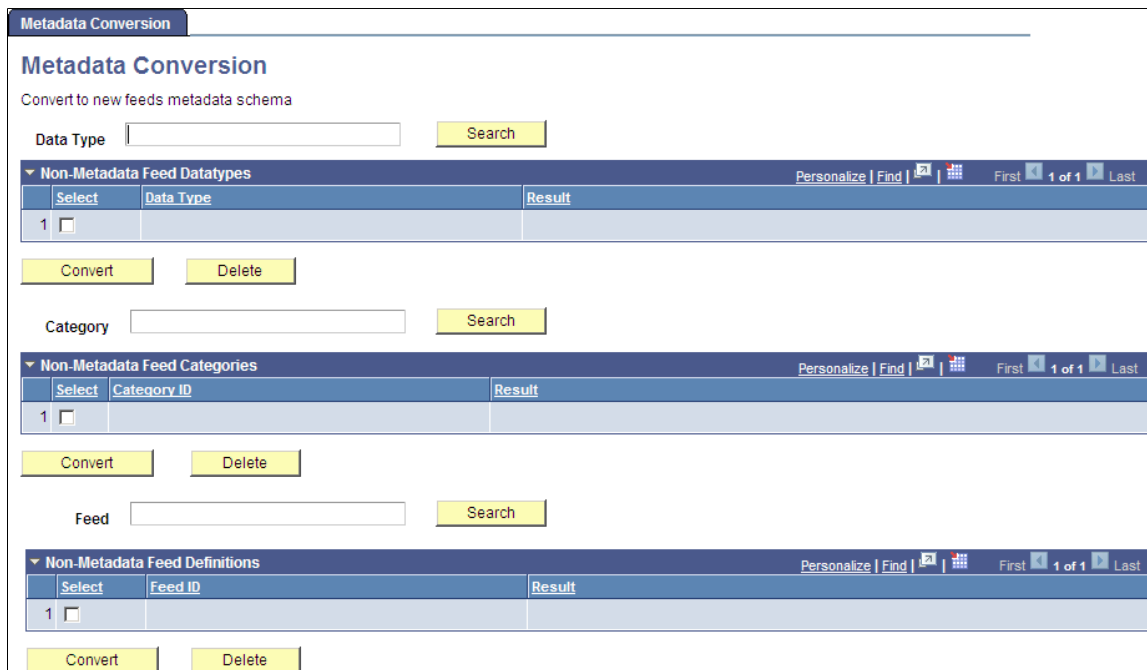 Metadata Conversion
Metadata Conversion
Convert to new feeds metadata schema
Data Type Search
Non-Metadata Feed Datatypes Personalize | Find | | First 1 of 1 Last
Select Data Type Result
1
Convert Delete
Category Search
Non-Metadata Feed Categories Personalize | Find | | First 1 of 1 Last
Select Category ID Result
1
Convert Delete
Feed Search
Non-Metadata Feed Definitions Personalize | Find | | First 1 of 1 Last
Select Feed ID Result
1
Convert Delete